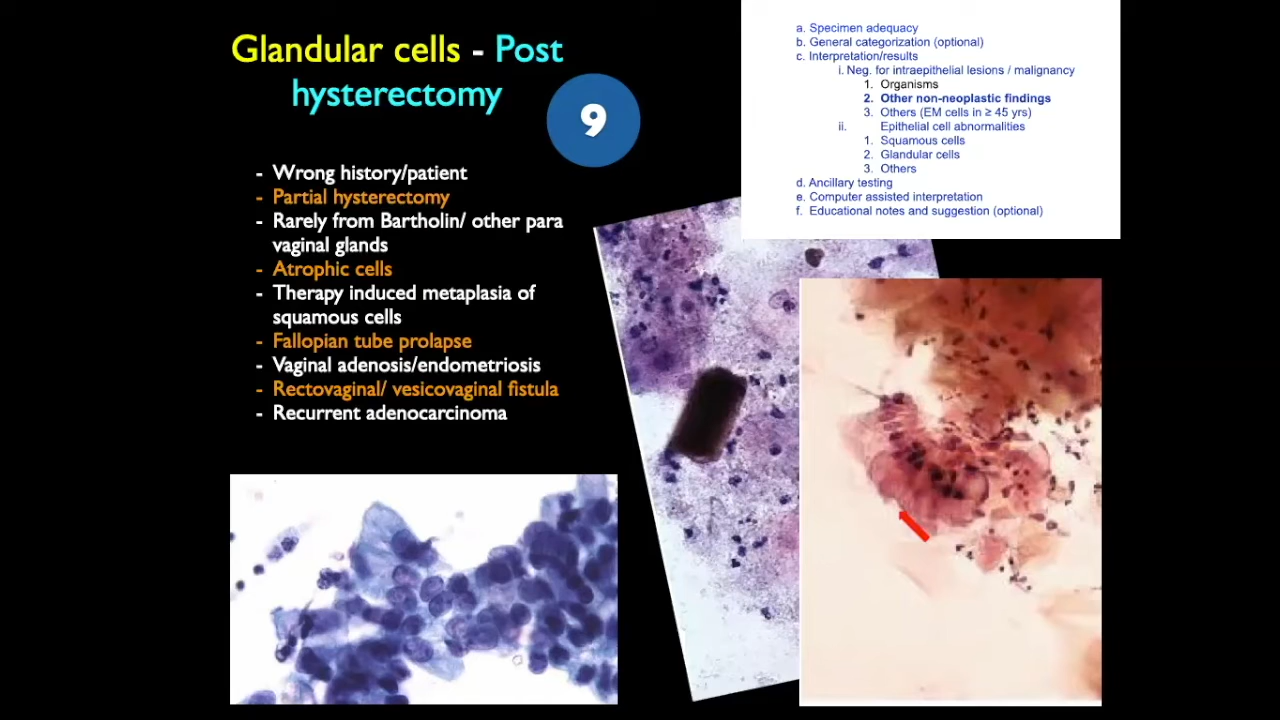 Glandular cells - Post
hysterectomy
9
- Wrong history/patient
- Partial hysterectomy
- Rarely from Bartholin/ other para
vaginal glands
- Atrophic cells
- Therapy induced metaplasia of
squamous cells
- Fallopian tube prolapse
- Vaginal adenosis/endometriosis
- Rectovaginal/ vesicovaginal fistula
- Recurrent adenocarcinoma
a. Specimen adequacy
b. General categorization (optional)
c. Interpretation/results
i. Neg. for intraepithelial lesions / malignancy
1. Organisms
2. Other non-neoplastic findings
3. Others (EM cells in ≥ 45 yrs)
ii. Epithelial cell abnormalities
1. Squamous cells
2. Glandular cells
3. Others
d. Ancillary testing
e. Computer assisted interpretation
f. Educational notes and suggestion (optional)